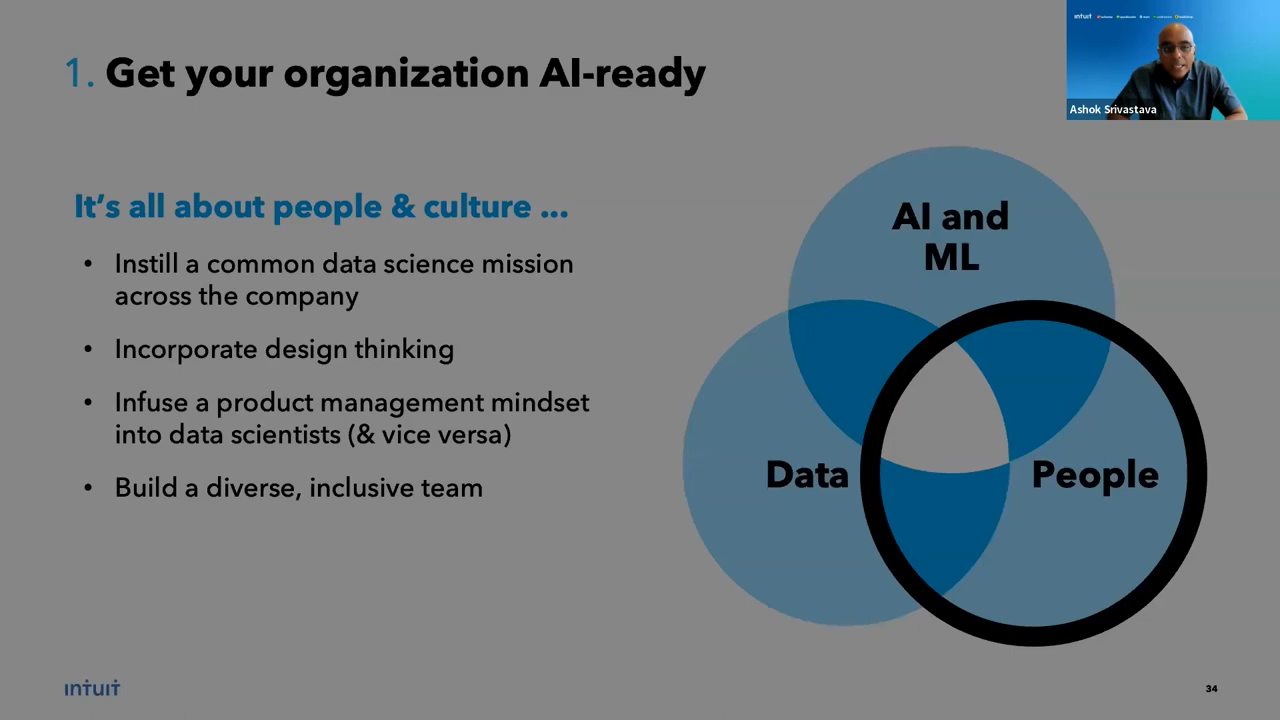 1. Get your organization AI-ready
It's all about people & culture ...
• Instill a common data science mission
across the company
• Incorporate design thinking
• Infuse a product management mindset
into data scientists (& vice versa)
• Build a diverse, inclusive team
AI and
ML
Data
People
intuit
34
intuit
Ashok Srivastava